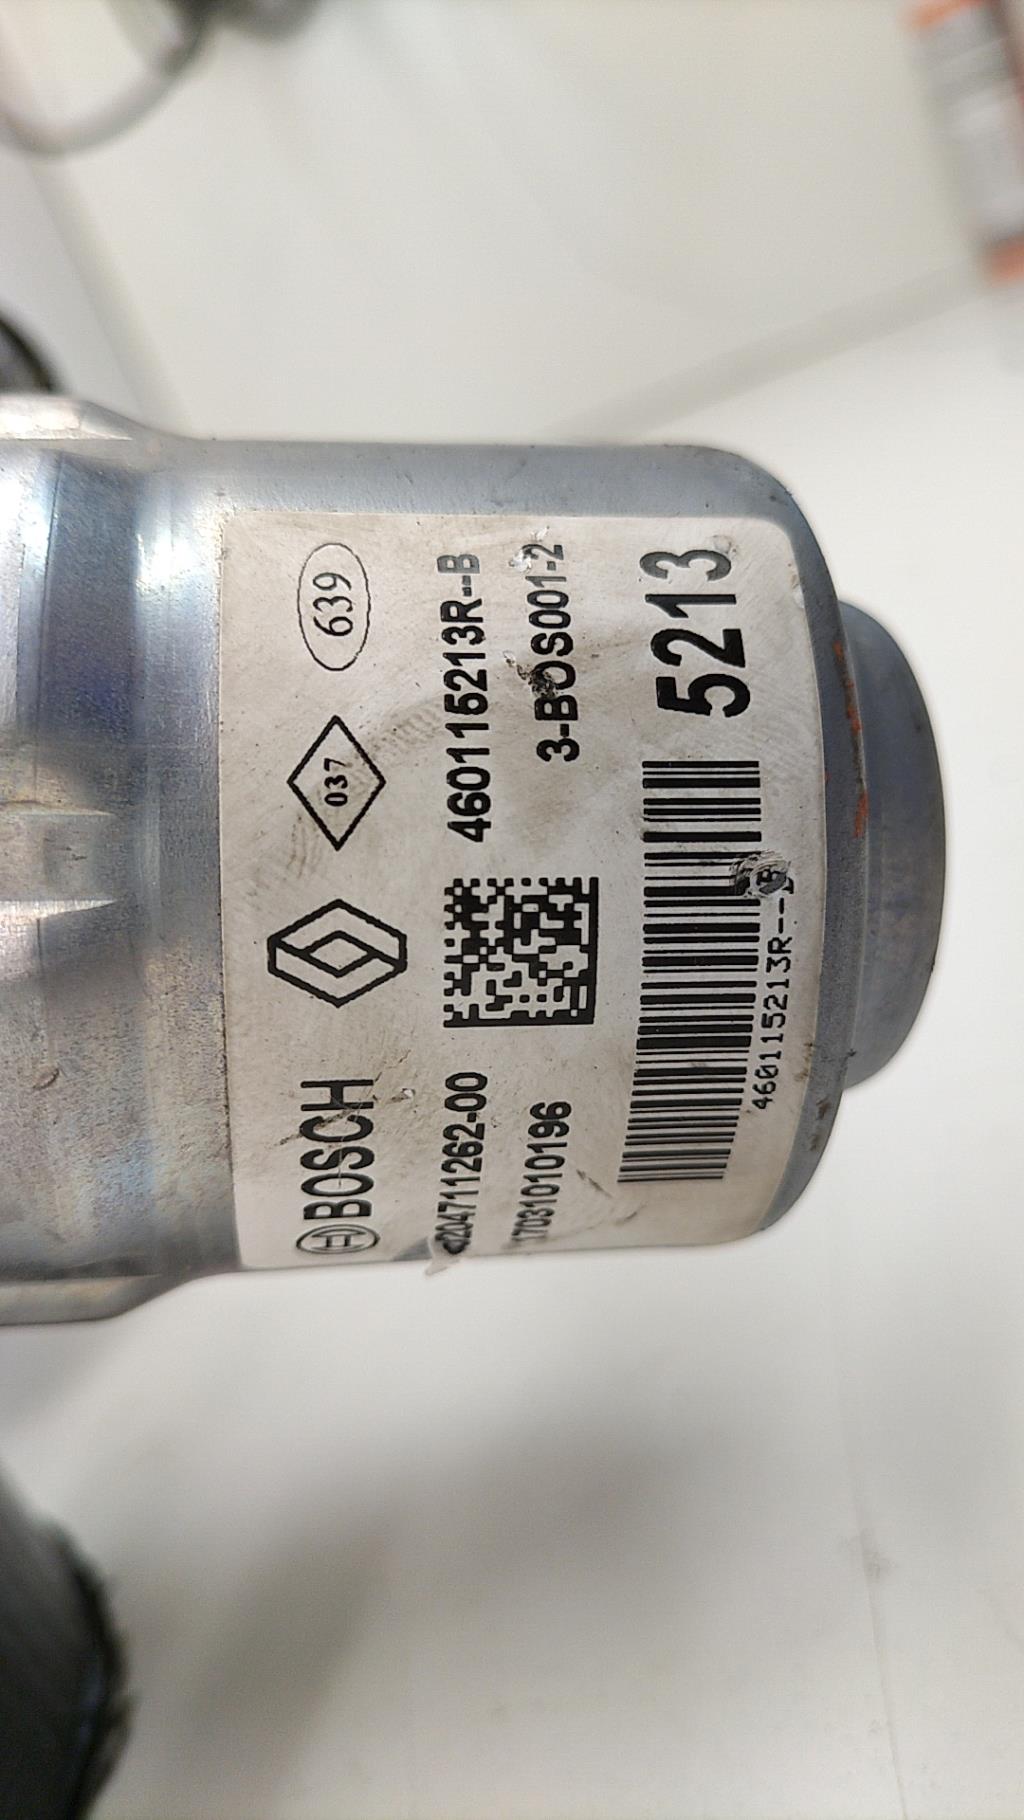 BOSCH 037 639
0204711262-00 460115213R--B
17031010196 3-BOS001-2
5213
460115213R--B